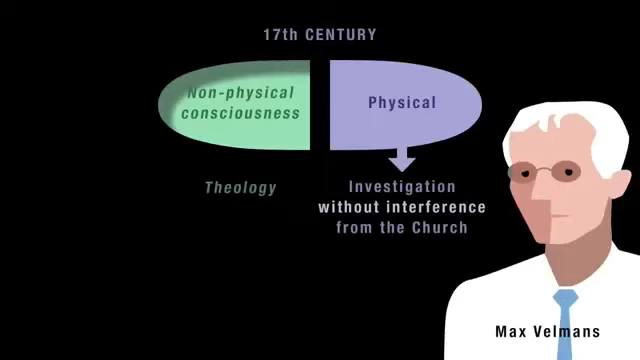 17th CENTURY
Non-physical
consciousness
Physical
Theology
Investigation
without interference
from the Church
Max Velmans